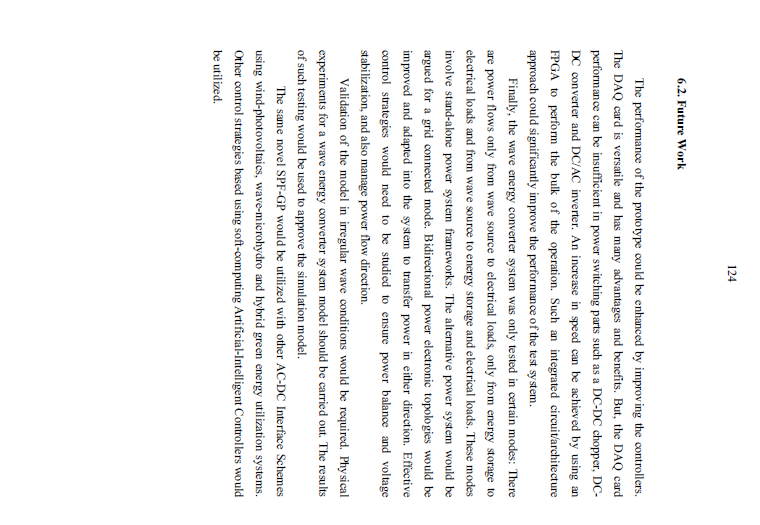 124
6.2. Future Work
The performance of the prototype could be enhanced by improving the controllers.
The DAQ card is versatile and has many advantages and benefits. But, the DAQ card
performance can be insufficient in power switching parts such as a DC-DC chopper, DC-
DC converter and DC/AC inverter. An increase in speed can be achieved by using an
FPGA to perform the bulk of the operation. Such an integrated circuit/architecture
approach could significantly improve the performance of the test system.
Finally, the wave energy converter system was only tested in certain modes: There
are power flows only from wave source to electrical loads, only from energy storage to
electrical loads and from wave source to energy storage and electrical loads. These modes
involve stand-alone power system frameworks. The alternative power system would be
argued for a grid connected mode. Bidirectional power electronic topologies would be
improved and adapted into the system to transfer power in either direction. Effective
control strategies would need to be studied to ensure power balance and voltage
stabilization, and also manage power flow direction.
Validation of the model in irregular wave conditions would be required. Physical
experiments for a wave energy converter system model should be carried out. The results
of such testing would be used to approve the simulation model.
The same novel SPF-GP would be utilized with other AC-DC Interface Schemes
using wind-photovoltaics, wave-microhydro and hybrid green energy utilization systems.
Other control strategies based using soft-computing Artificial-Intelligent Controllers would
be utilized.